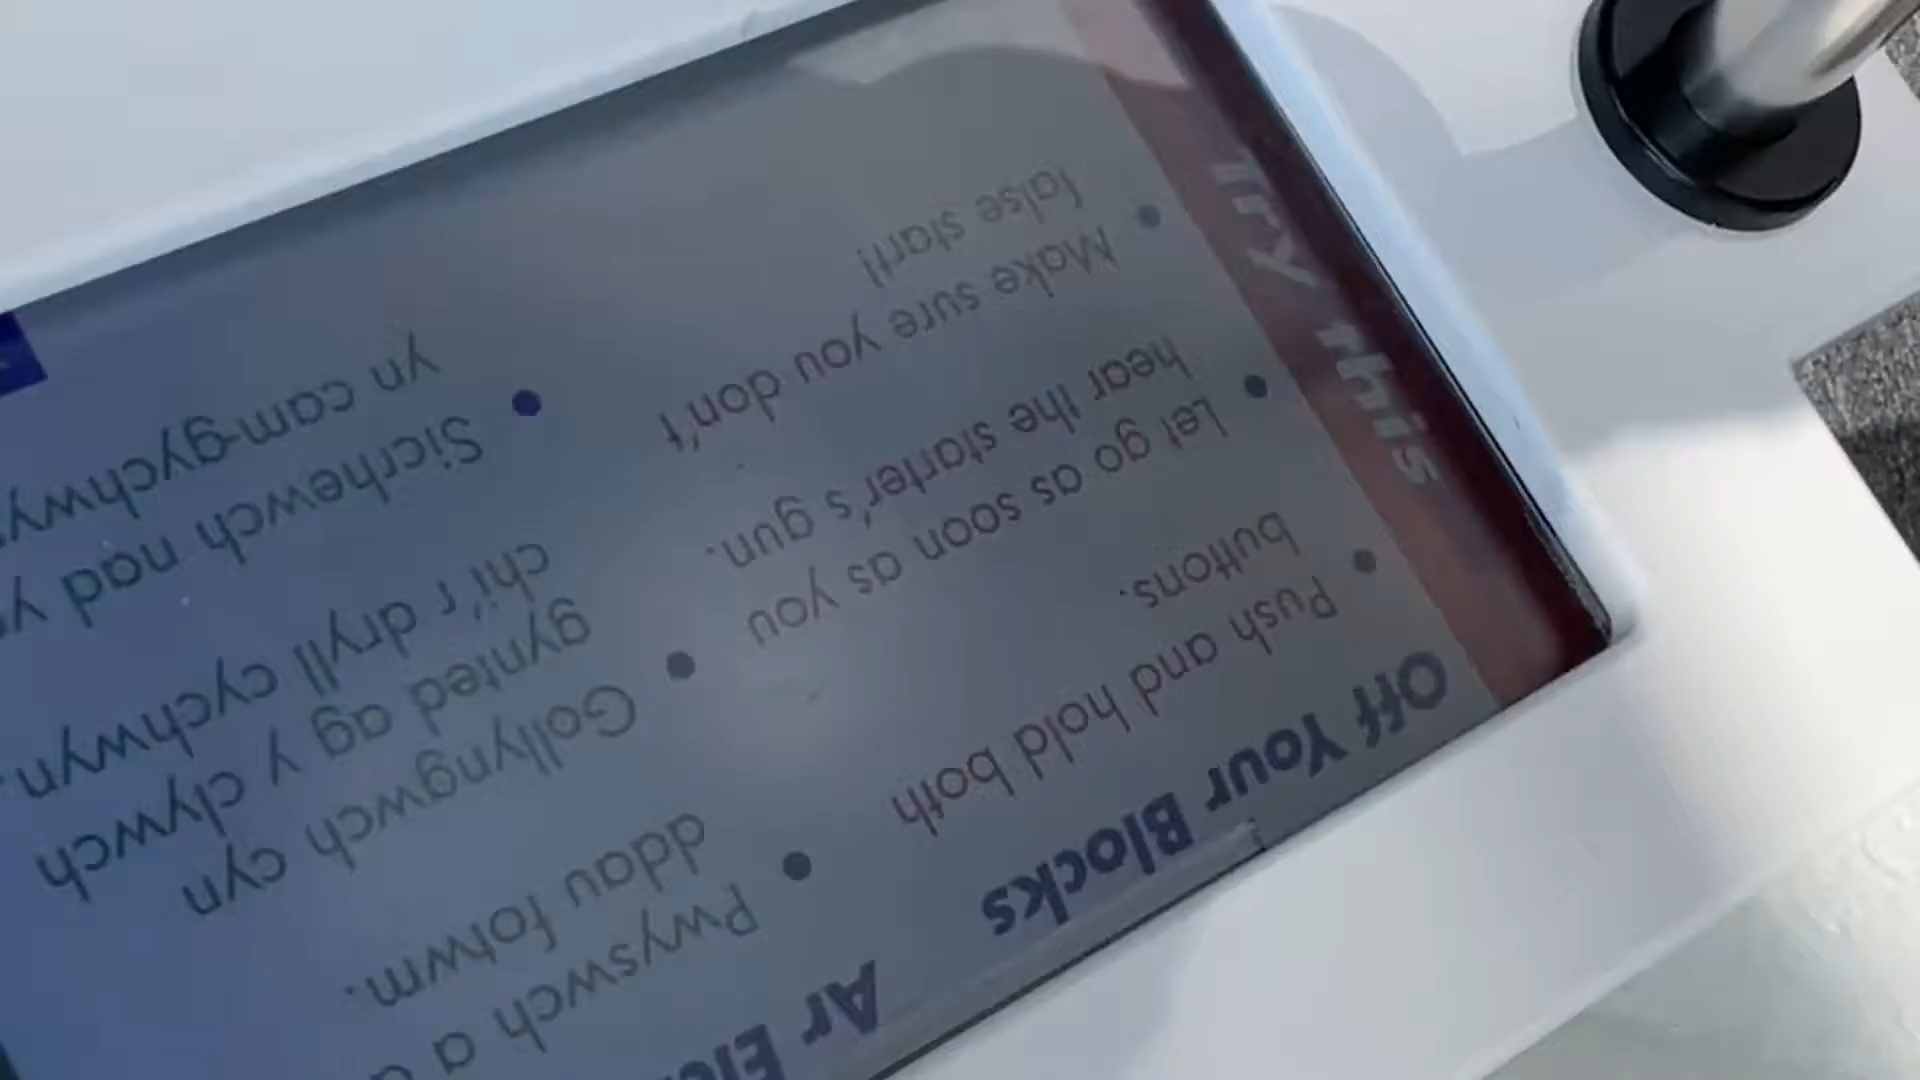 Try this
Off Your Blocks
• Push and hold both
buttons.
• Let go as soon as you
hear the starter's gun.
• Make sure you don't
false start!
Ar
• Pwyswch a
ddau fotwm.
• Gollyngwch cyn
gynted ag y clywch
chi'r dryll cychwyn.
• Sicrhewch nad
yn